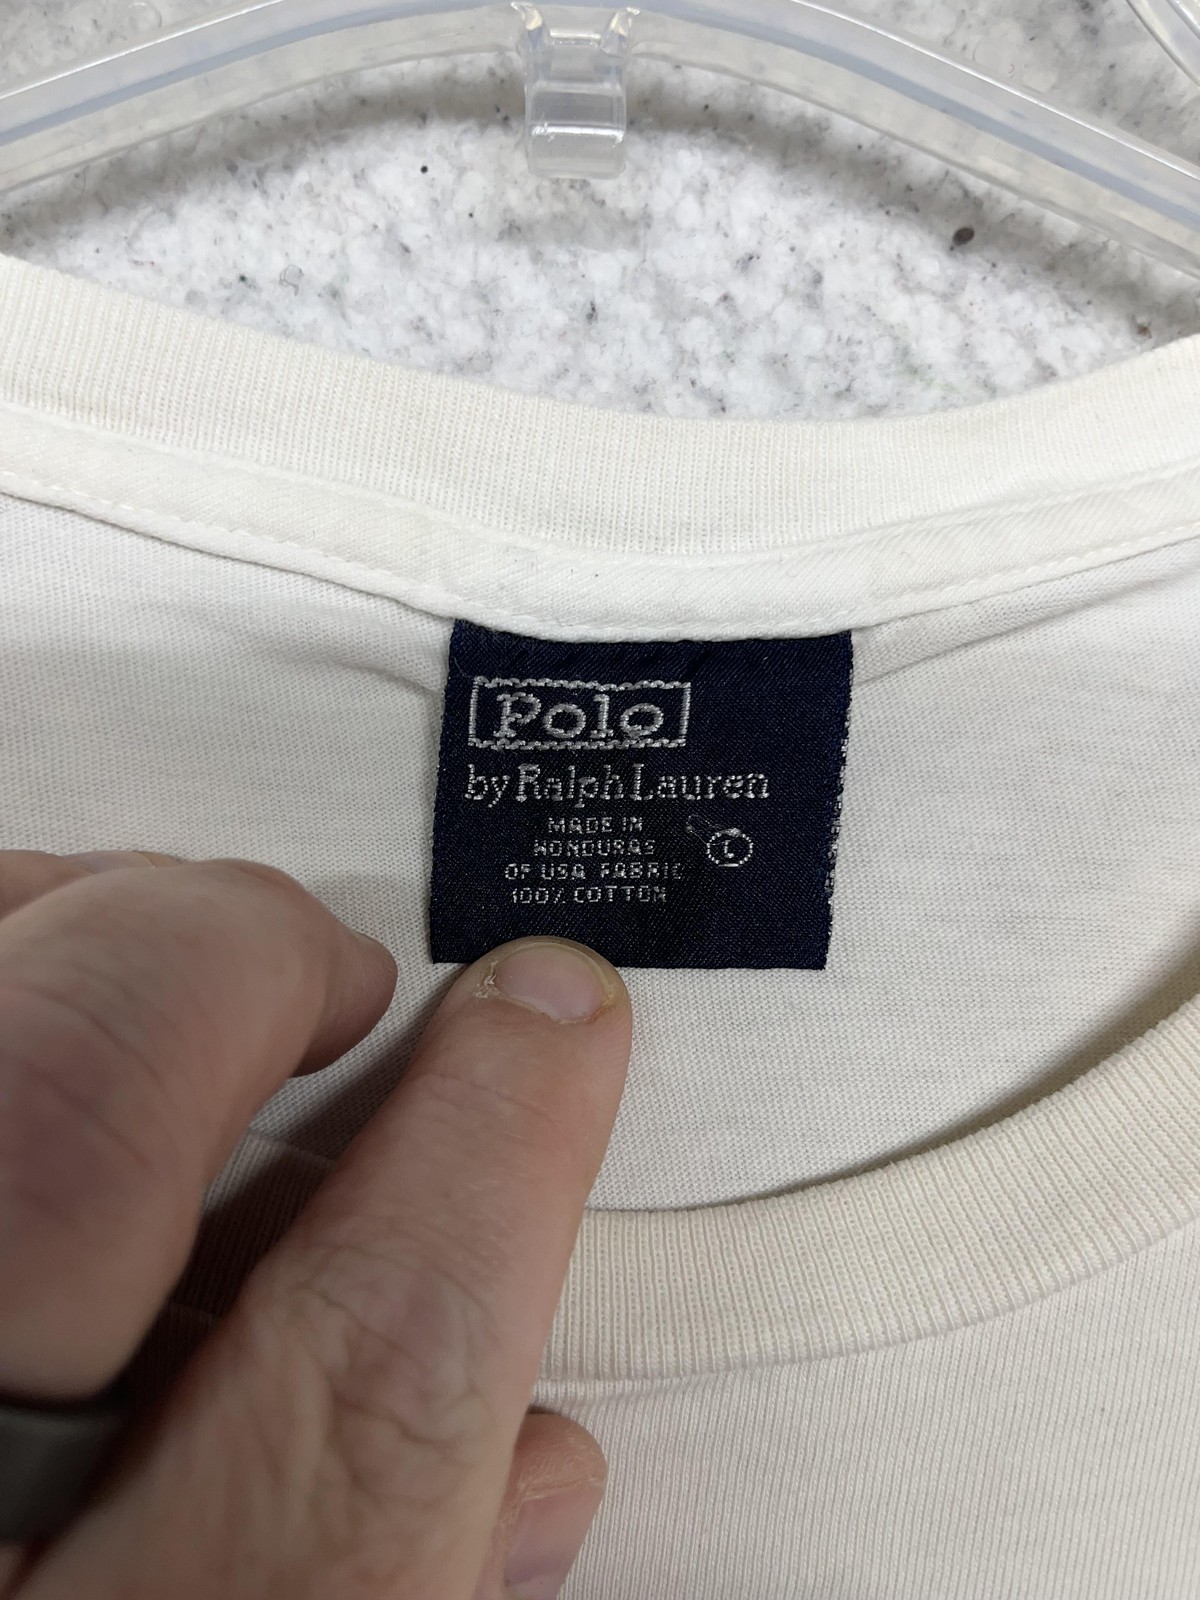 Polo
by Ralph Lauren
MADE IN
HONDURAS
OF USA FABRIC
100% COTTON
L